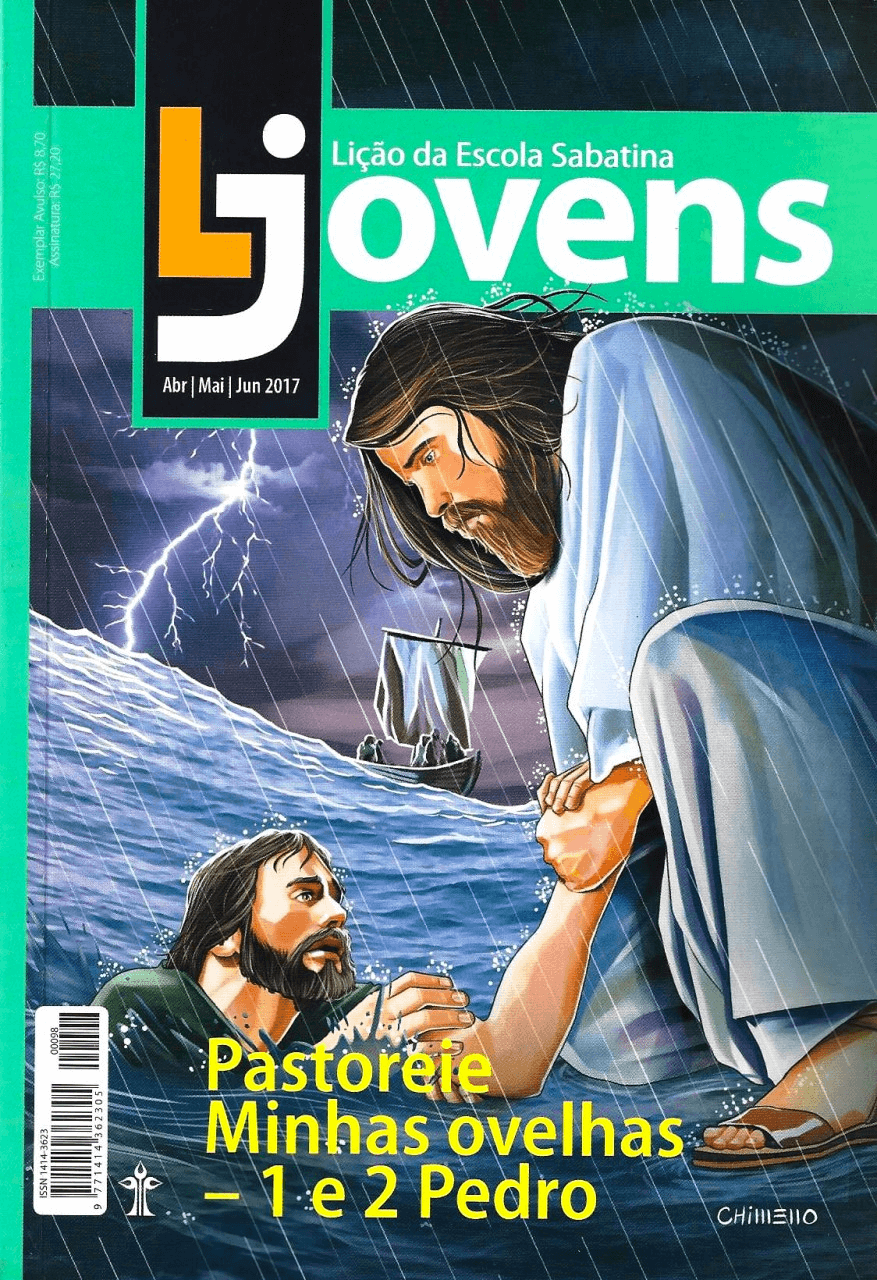 Exemplar Avulso: R$ 8,70
Assinatura: R$ 27,20
LJ
Lição da Escola Sabatina
Jovens
Abr | Mai | Jun 2017
Pastoreie
Minhas ovelhas
– 1 e 2 Pedro
00098
ISSN 1414-3623
9 771414 362305
CHIMELLO